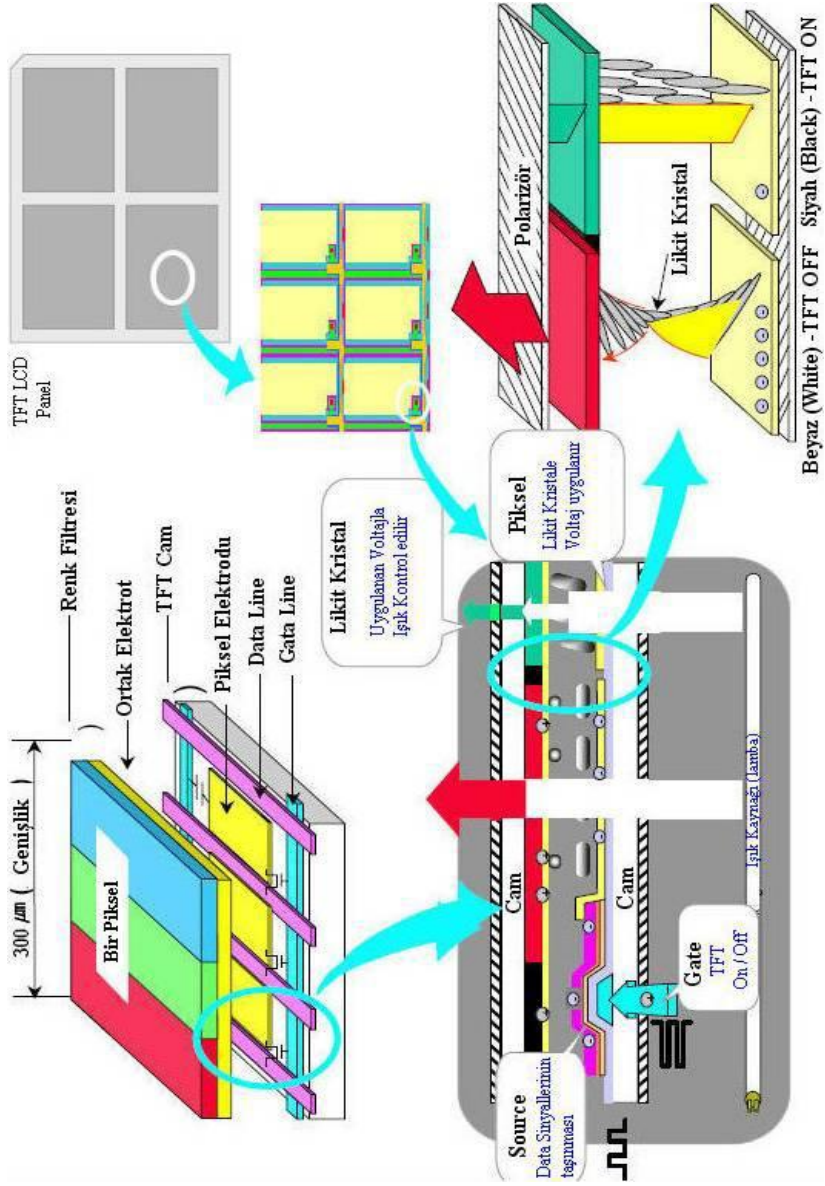 TFT LCD
Panel
300 µm ( Genişlik )
Renk Filtresi
Ortak Elektrot
( TFT Cam
Piksel Elektrodu
Data Line
Gata Line
Bir Piksel
Likit Kristal
Uygulanan Voltajla
Işik Kontrol edilir
Piksel
Likit Kristale
Voltaj uygulanır
Source
Data Sinyallerinin
taşınması
Cam
Cam
Gate
TFT
On / Off
Işik Kaynağı (lamba)
Polarizör
Likit Kristal
Beyaz (White) - TFT OFF
Siyah (Black) - TFT ON